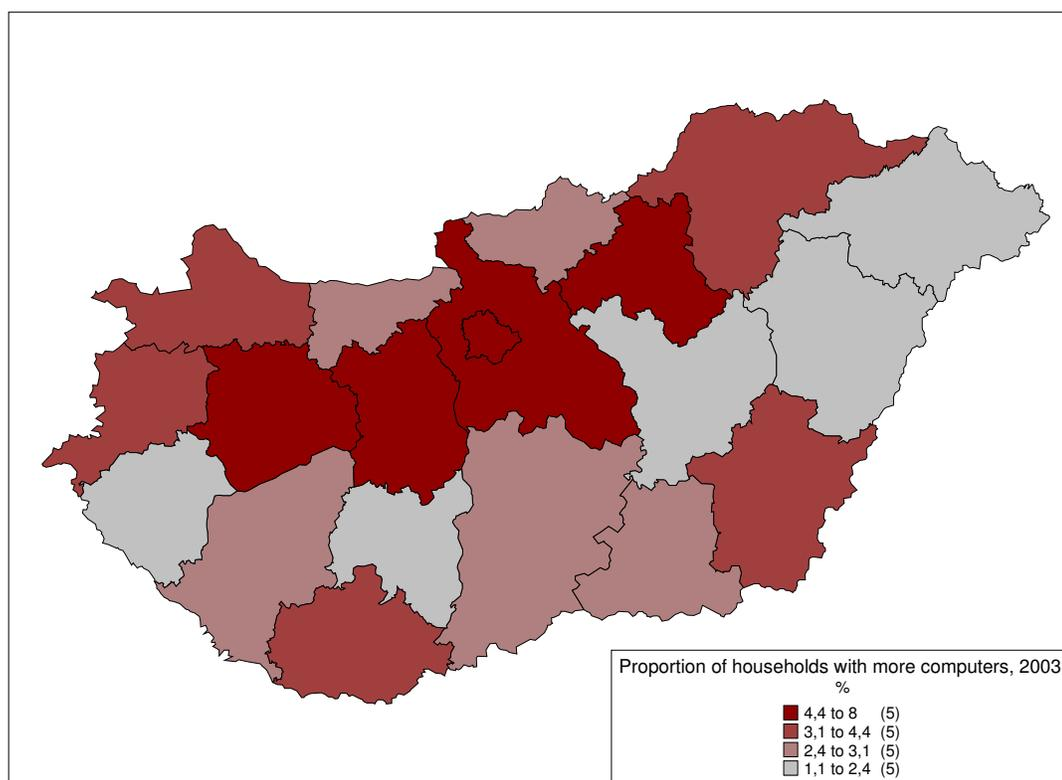 Proportion of households with more computers, 2003
%
4,4 to 8 (5)
3,1 to 4,4 (5)
2,4 to 3,1 (5)
1,1 to 2,4 (5)